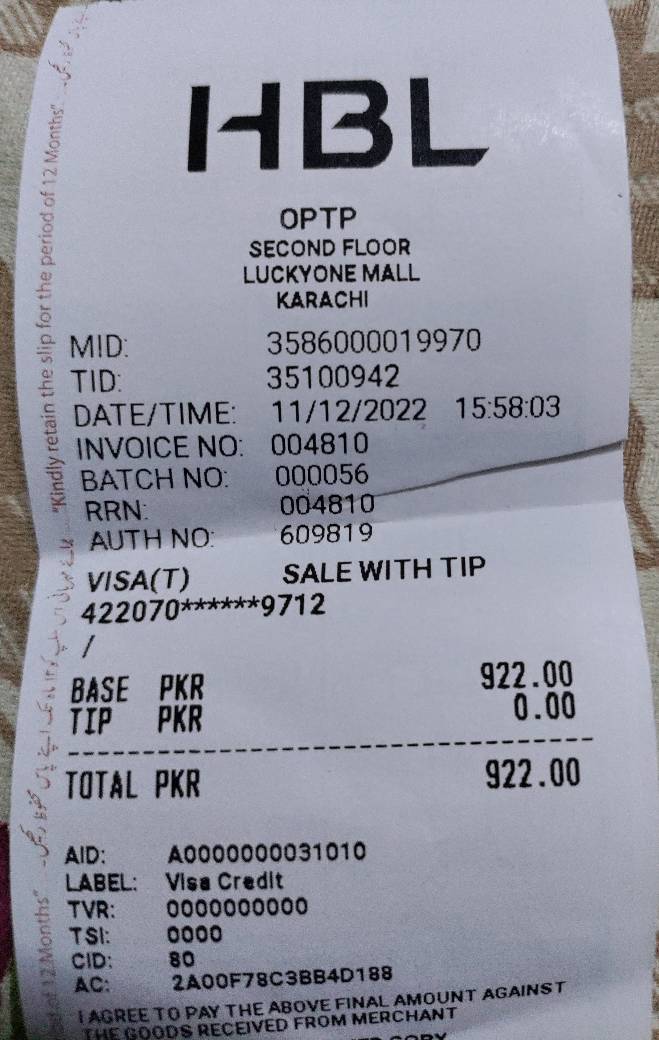 HBL
OPTP
SECOND FLOOR
LUCKYONE MALL
KARACHI
MID: 3586000019970
TID: 35100942
DATE/TIME: 11/12/2022 15:58:03
INVOICE NO: 004810
BATCH NO: 000056
RRN: 004810
AUTH NO: 609819
VISA(T) SALE WITH TIP
422070******9712
/
BASE PKR 922.00
TIP PKR 0.00
TOTAL PKR 922.00
AID: A0000000031010
LABEL: Visa Credit
TVR: 0000000000
TSI: 0000
CID: 80
AC: 2A00F78C3BB4D188
I AGREE TO PAY THE ABOVE FINAL AMOUNT AGAINST
THE GOODS RECEIVED FROM MERCHANT
COPY
"Kindly retain the slip for the period of 12 Months"
of 12 Months"